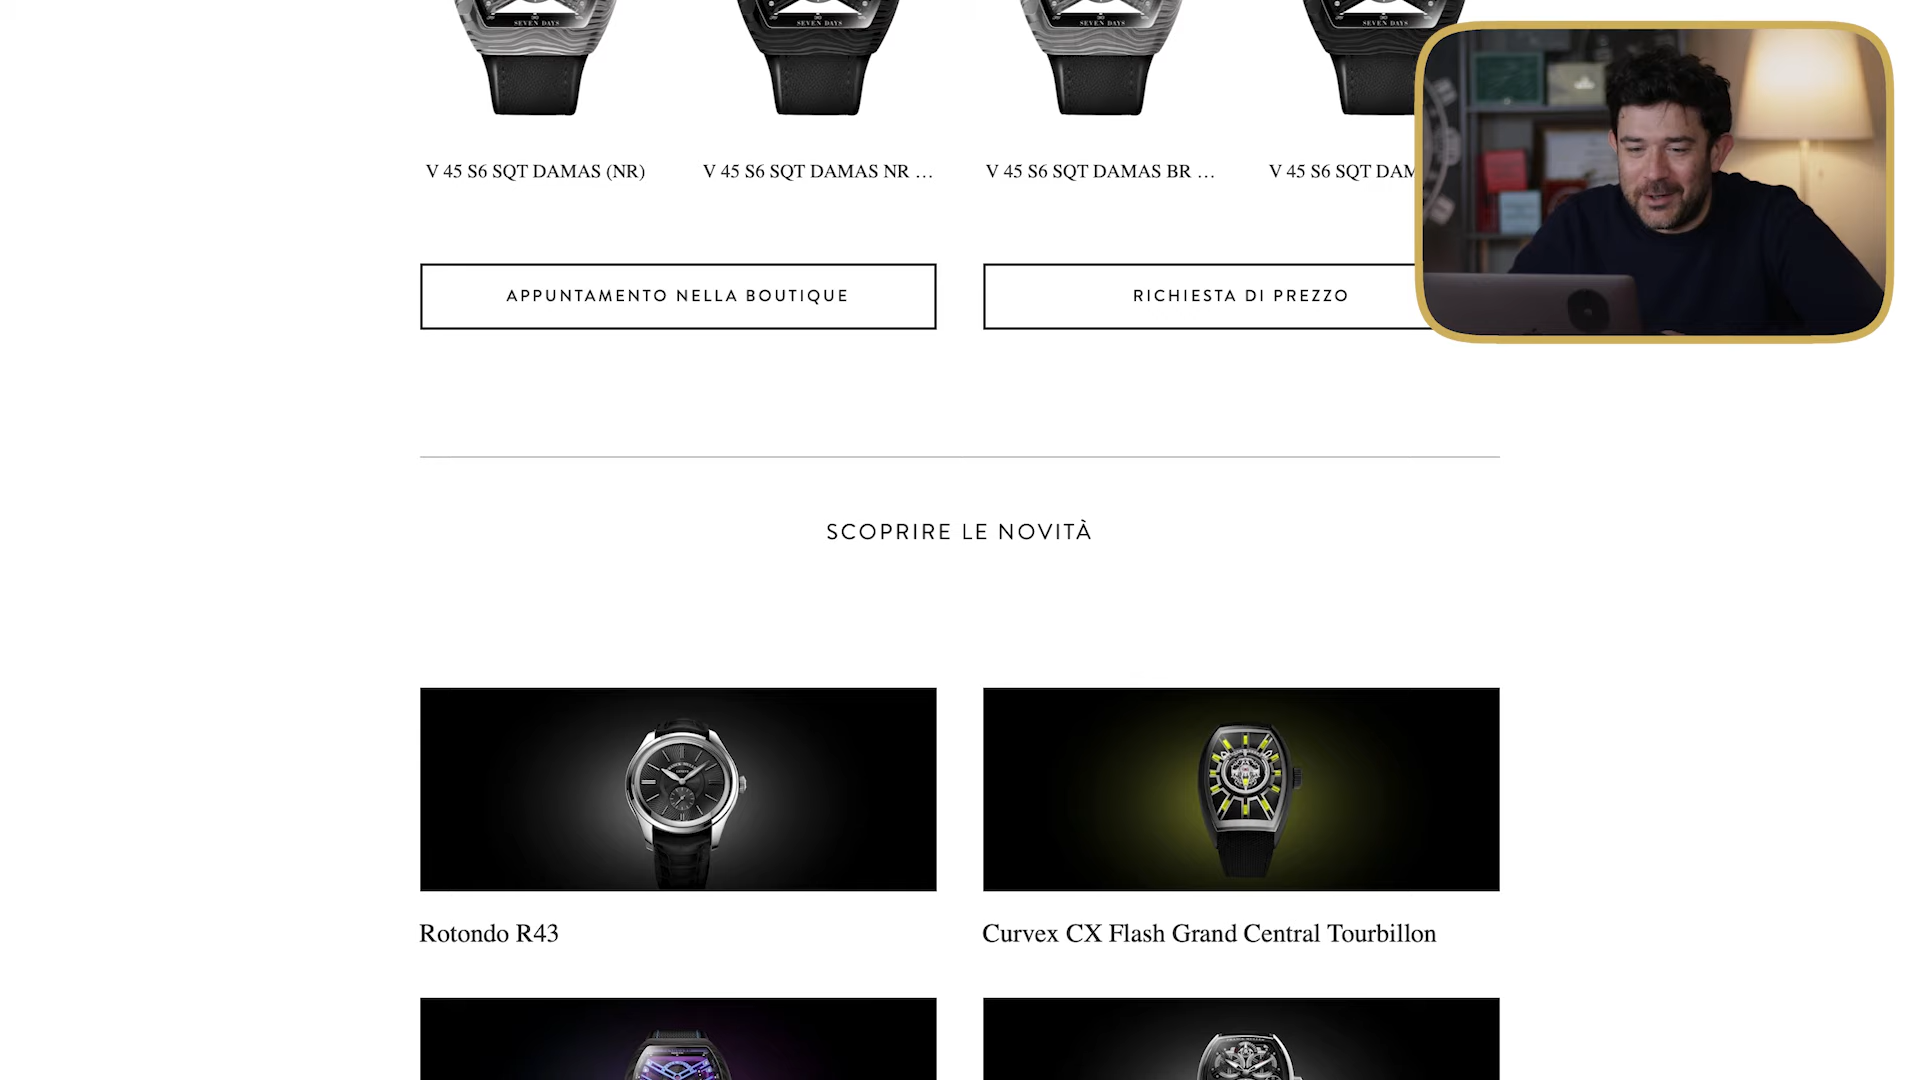 SEVEN DAYS
SEVEN DAYS
SEVEN DAYS
SEVEN DAYS
V 45 S6 SQT DAMAS (NR)
V 45 S6 SQT DAMAS NR …
V 45 S6 SQT DAMAS BR …
V 45 S6 SQT DAM
APPUNTAMENTO NELLA BOUTIQUE
RICHIESTA DI PREZZO
SCOPRIRE LE NOVITÀ
Rotondo R43
Curvex CX Flash Grand Central Tourbillon